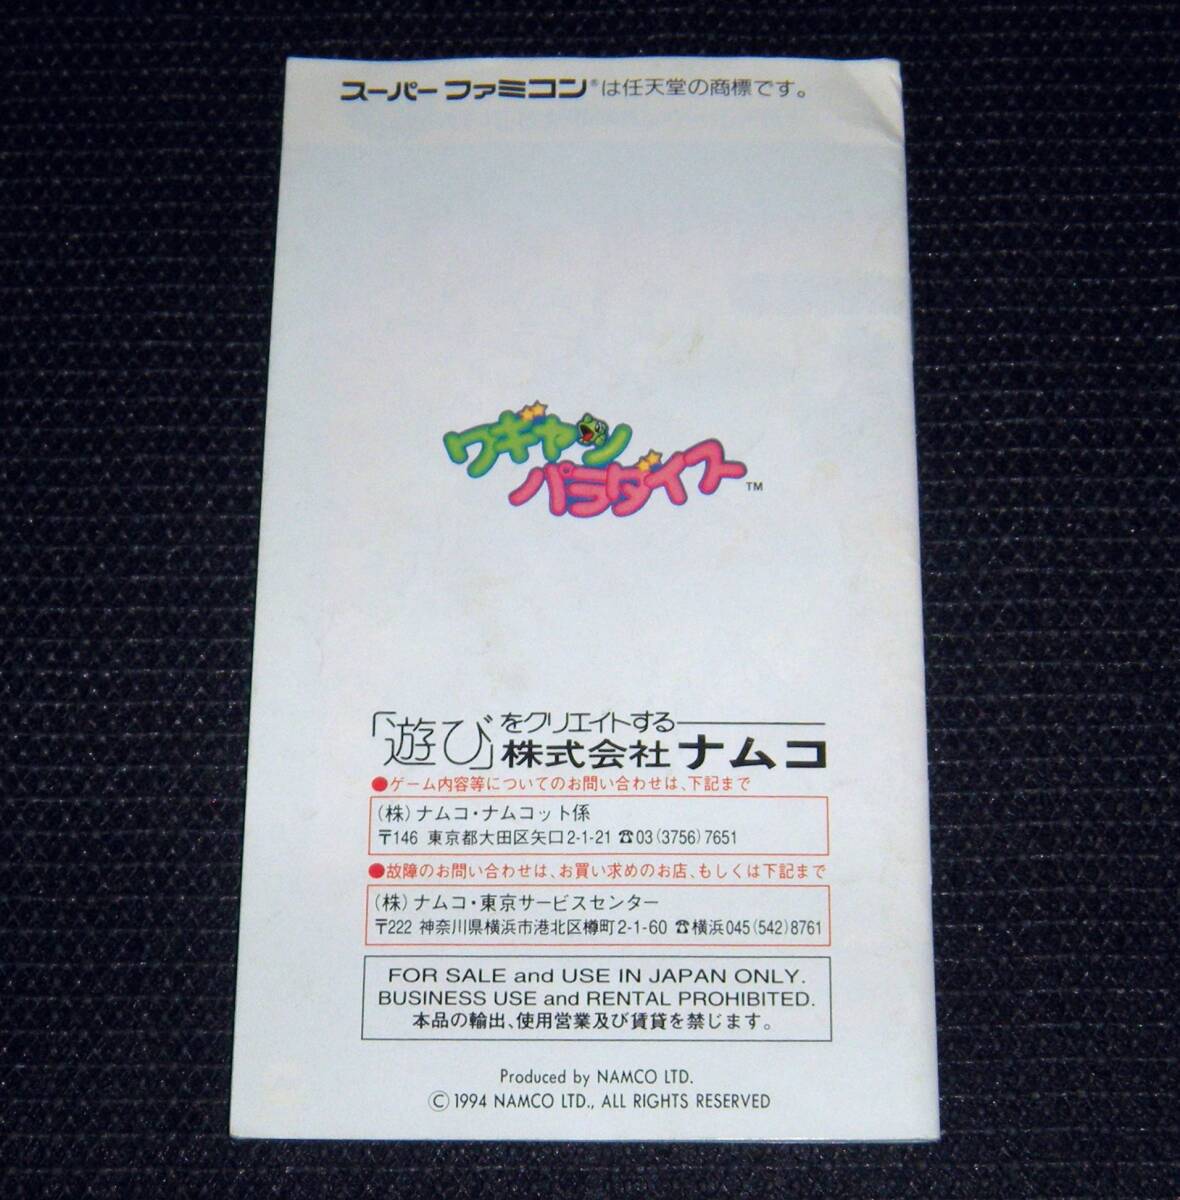 スーパーファミコン®は任天堂の商標です。
ワギャン
パラダイス™
「遊び」をクリエイトする
株式会社ナムコ
●ゲーム内容等についてのお問い合わせは、下記まで
(株)ナムコ・ナムコット係
〒146 東京都大田区矢口2-1-21 ☎03(3756)7651
●故障のお問い合わせは、お買い求めのお店、もしくは下記まで
(株)ナムコ・東京サービスセンター
〒222 神奈川県横浜市港北区樽町2-1-60 ☎横浜045(542)8761
FOR SALE and USE IN JAPAN ONLY.
BUSINESS USE and RENTAL PROHIBITED.
本品の輸出、使用営業及び賃貸を禁じます。
Produced by NAMCO LTD.
©1994 NAMCO LTD., ALL RIGHTS RESERVED